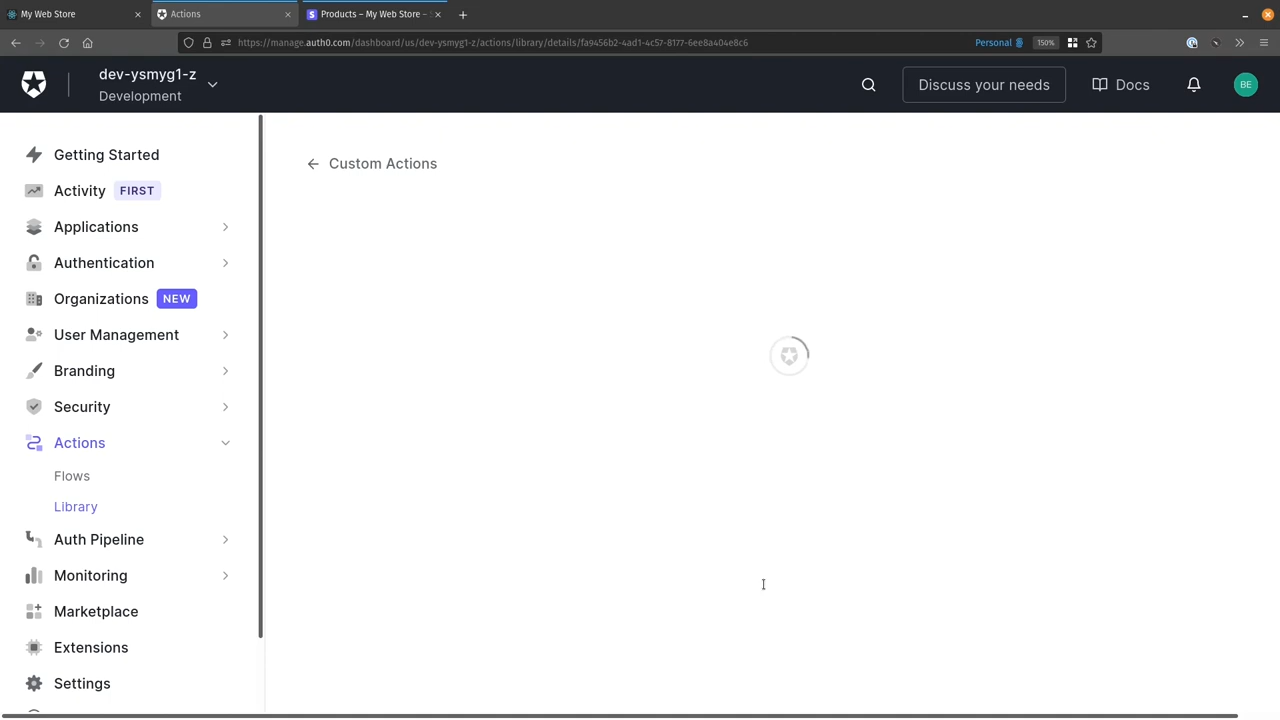 My Web Store
Actions
Products – My Web Store –
https://manage.auth0.com/dashboard/us/dev-ysmyg1-z/actions/library/details/fa9456b2-4ad1-4c57-8177-6ee8a404e8c6
Personal
150%
dev-ysmyg1-z
Development
Discuss your needs
Docs
BE
Getting Started
Activity FIRST
Applications
Authentication
Organizations NEW
User Management
Branding
Security
Actions
Flows
Library
Auth Pipeline
Monitoring
Marketplace
Extensions
Settings
Custom Actions